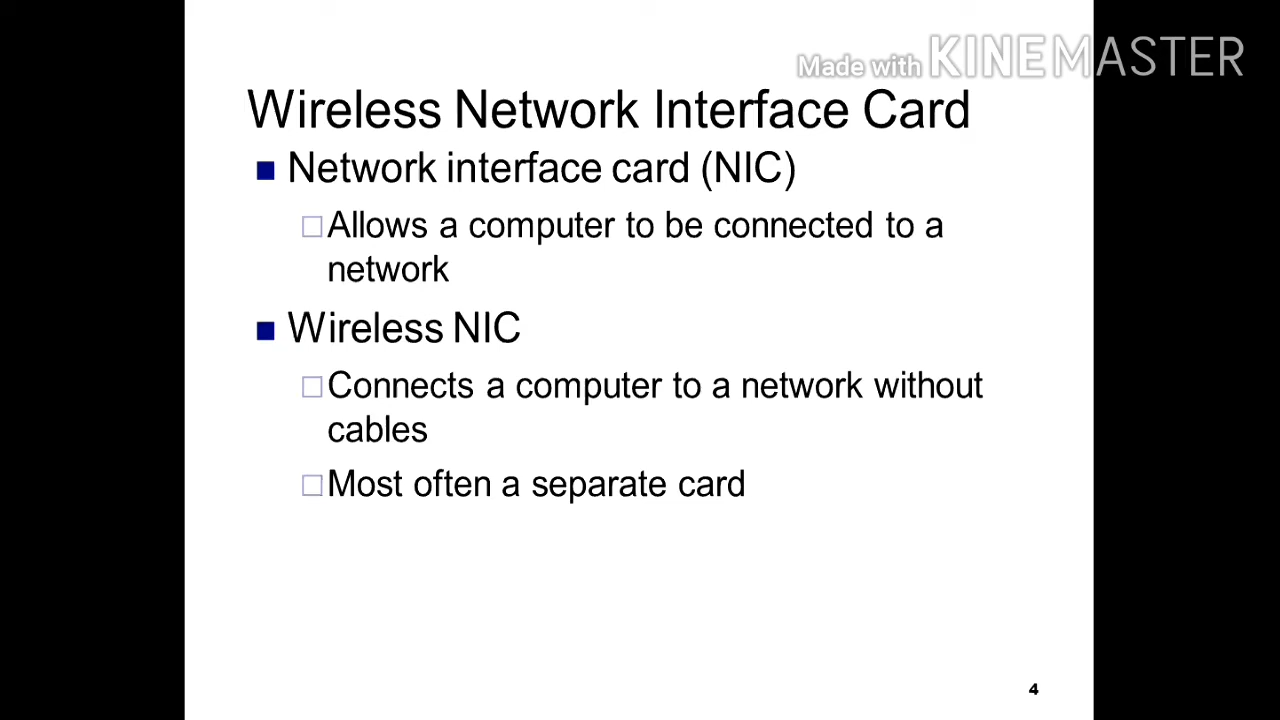 Made with KINEMASTER
Wireless Network Interface Card
Network interface card (NIC)
Allows a computer to be connected to a
network
Wireless NIC
Connects a computer to a network without
cables
Most often a separate card
4